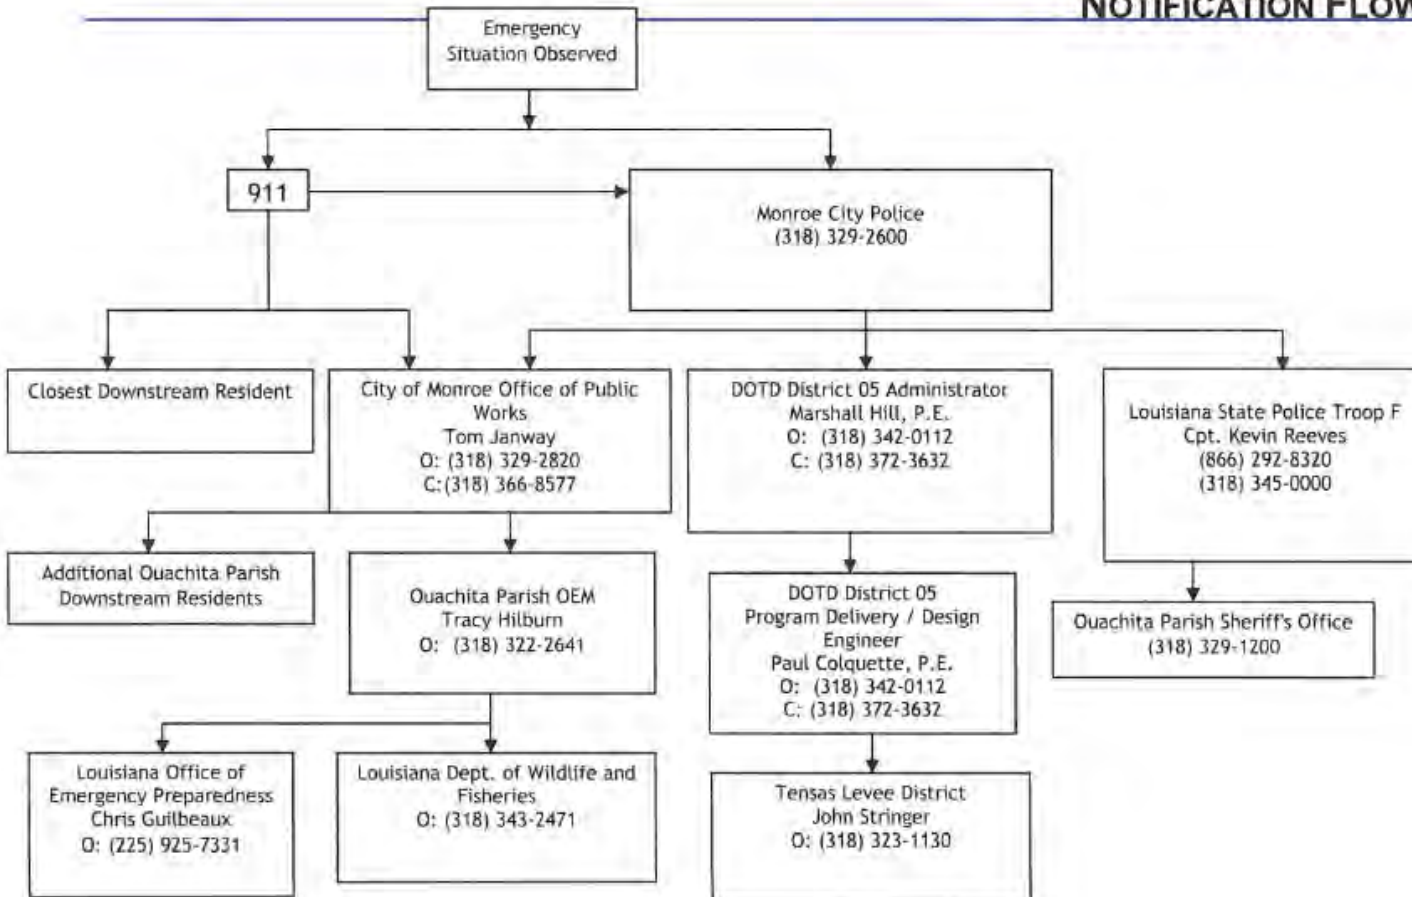 NOTIFICATION FLOW
Emergency
Situation Observed
911
Monroe City Police
(318) 329-2600
Closest Downstream Resident
City of Monroe Office of Public
Works
Tom Janway
O: (318) 329-2820
C:(318) 366-8577
DOTD District 05 Administrator
Marshall Hill, P.E.
O: (318) 342-0112
C: (318) 372-3632
Louisiana State Police Troop F
Cpt. Kevin Reeves
(866) 292-8320
(318) 345-0000
Additional Ouachita Parish
Downstream Residents
Ouachita Parish OEM
Tracy Hilburn
O: (318) 322-2641
DOTD District 05
Program Delivery / Design
Engineer
Paul Colquette, P.E.
O: (318) 342-0112
C: (318) 372-3632
Ouachita Parish Sheriff's Office
(318) 329-1200
Louisiana Office of
Emergency Preparedness
Chris Guilbeaux
O: (225) 925-7331
Louisiana Dept. of Wildlife and
Fisheries
O: (318) 343-2471
Tensas Levee District
John Stringer
O: (318) 323-1130